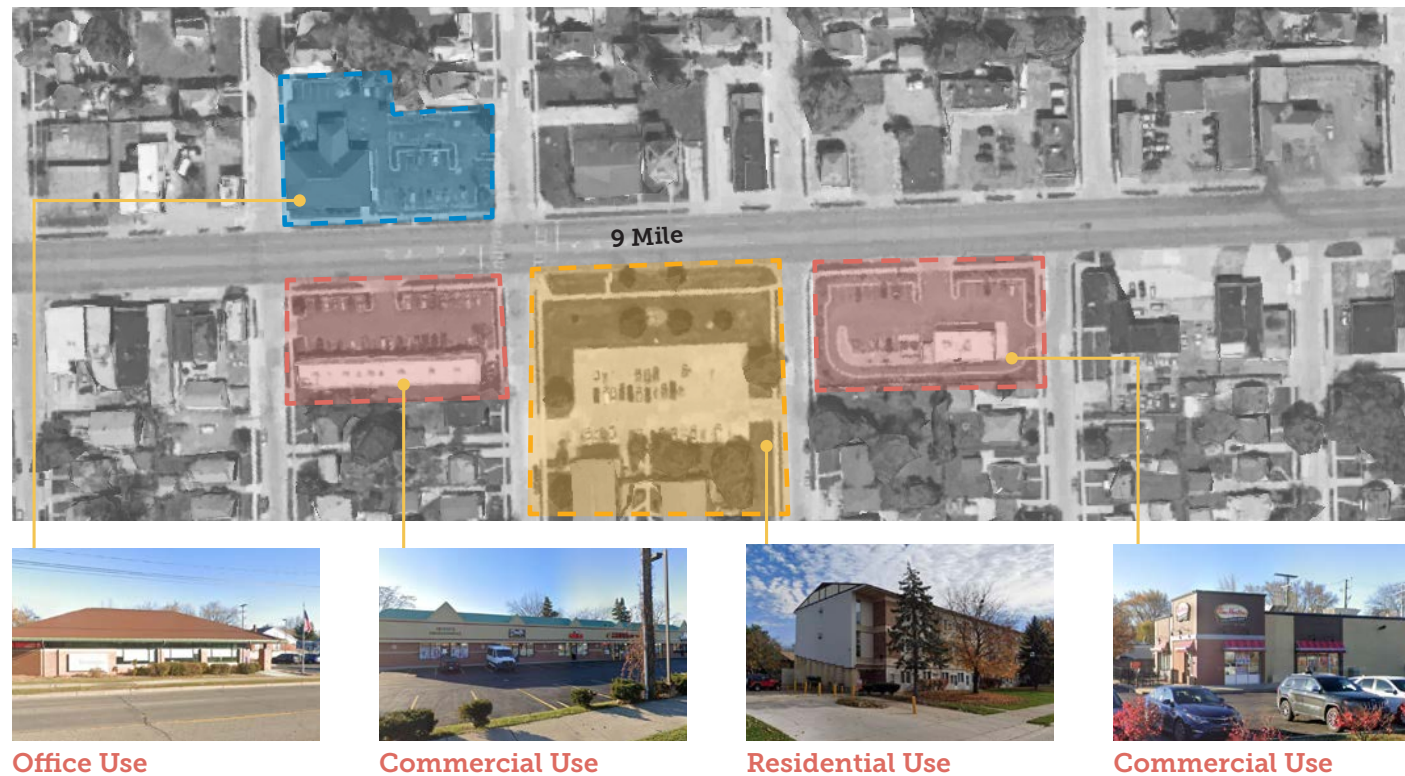 9 Mile
Office Use
Commercial Use
Residential Use
Commercial Use